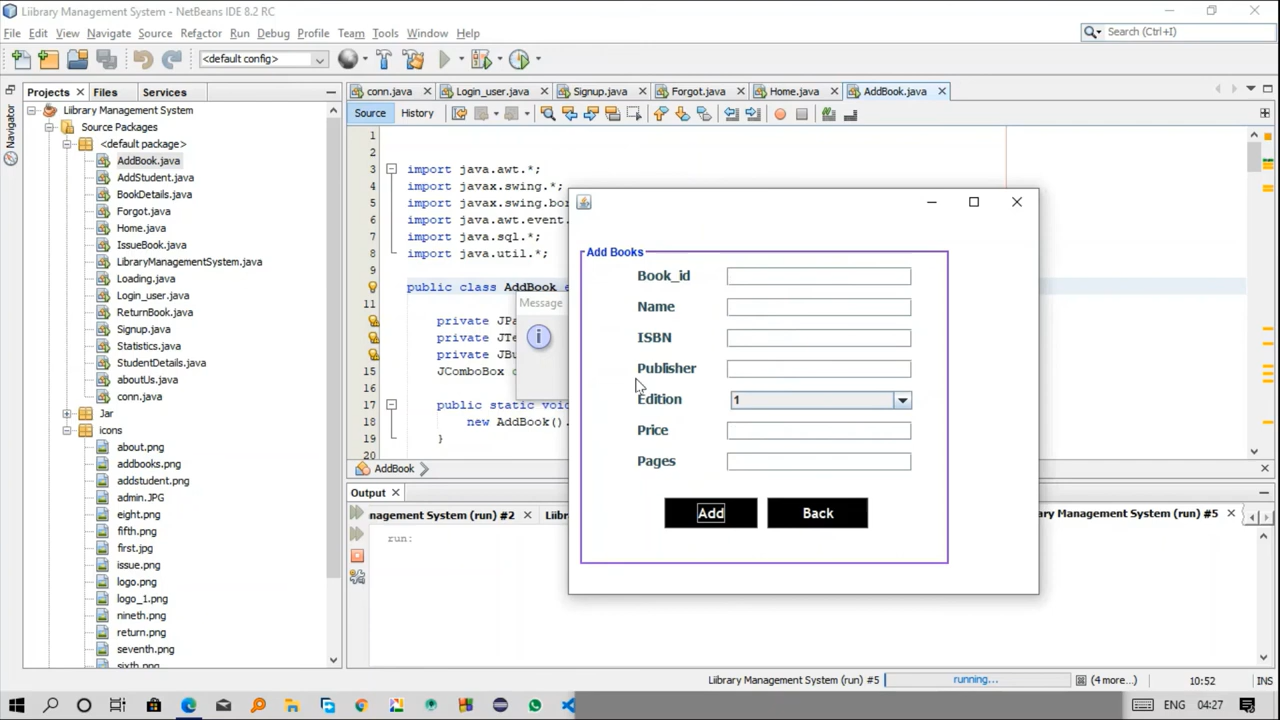 Liibrary Management System - NetBeans IDE 8.2 RC
File Edit View Navigate Source Refactor Run Debug Profile Team Tools Window Help
Search (Ctrl+I)
<default config>
Projects Files Services
conn.java Login_user.java Signup.java Forgot.java Home.java AddBook.java
Navigator
Source History
Liibrary Management System
Source Packages
<default package>
AddBook.java
AddStudent.java
BookDetails.java
Forgot.java
Home.java
IssueBook.java
LibraryManagementSystem.java
Loading.java
Login_user.java
ReturnBook.java
Signup.java
Statistics.java
StudentDetails.java
aboutUs.java
conn.java
Jar
icons
about.png
addbooks.png
addstudent.png
admin.JPG
eight.png
fifth.png
first.jpg
issue.png
logo.png
logo_1.png
nineth.png
return.png
seventh.png
sixth.png
1
2
3 import java.awt.*;
4 import javax.swing.*;
5 import javax.swing.bor
6 import java.awt.event.
7 import java.sql.*;
8 import java.util.*;
9
public class AddBook e
11
private JPa
private JTe
private JBu
15 JComboBox
16
17 public static void
18 new AddBook().
19 }
20
Message
Add Books
Book_id
Name
ISBN
Publisher
Edition 1
Price
Pages
Add Back
AddBook
Output
nagement System (run) #2 Liib
ary Management System (run) #5
run:
Liibrary Management System (run) #5 running... (4 more...) 10:52 INS
ENG 04:27